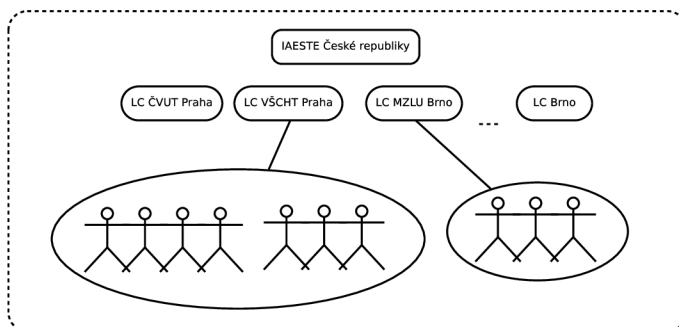 IAESTE České republiky
LC ČVUT Praha LC VŠCHT Praha LC MZLU Brno LC Brno